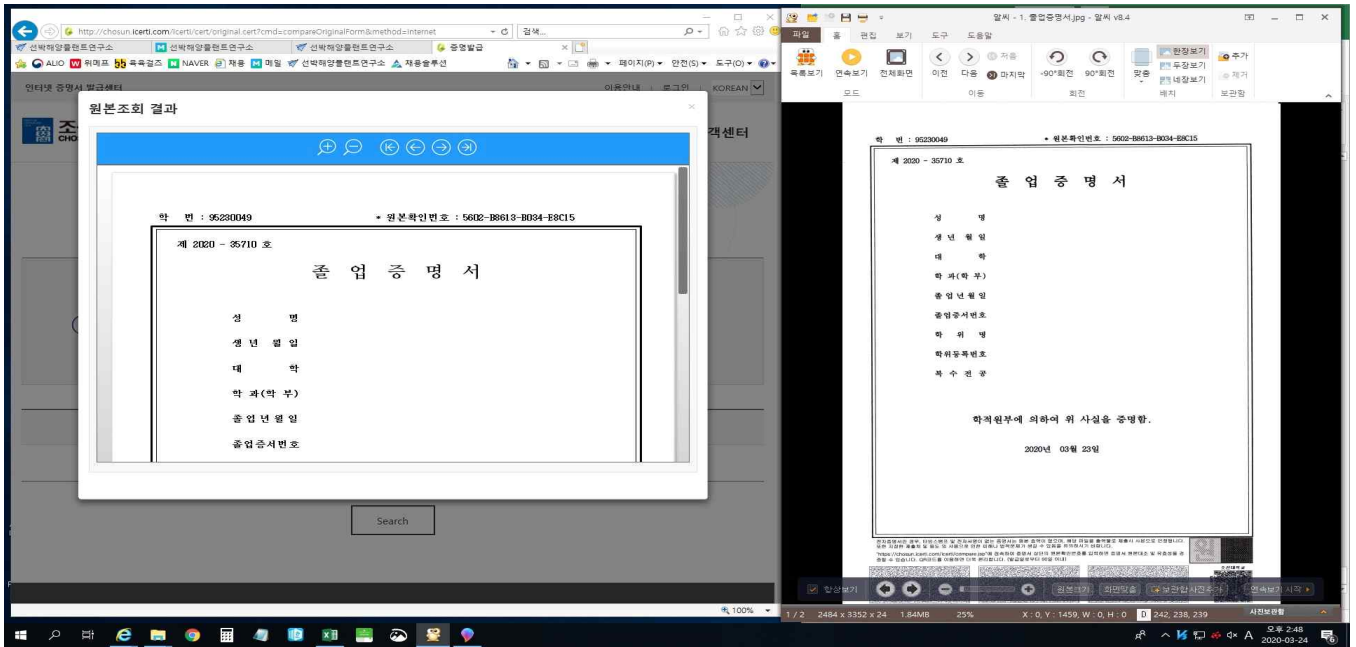 http://chosun.icerti.com/icerti/cert/original.cert?cmd=compareOriginalForm&method=internet
검색...
선박해양플랜트연구소
선박해양플랜트연구소
선박해양플랜트연구소
증명발급
ALIO
위메프
육육걸즈
NAVER
재용
메일
선박해양플랜트연구소
채용솔루션
페이지(P)
안전(S)
도구(O)
인터넷 증명서 발급센터
이용안내
로그인
KOREAN
CHO
객센터
원본조회 결과
학 번 : 95230049
* 원본확인번호 : 5602-B8613-B034-E8C15
제 2020 - 35710 호
졸 업 증 명 서
성 명
생 년 월 일
대 학
학 과(학 부)
졸 업 년 월 일
졸업증서번호
Search
100%
알씨 - 1. 졸업증명서.jpg - 알씨 v8.4
파일
홈
편집
보기
도구
도움말
목록보기
연속보기
전체화면
이전
다음
처음
마지막
-90°회전
90°회전
맞춤
한장보기
두장보기
네장보기
추가
제거
모드
이동
회전
배치
보관함
학 번 : 95230049
* 원본확인번호 : 5602-B8613-B034-E8C15
제 2020 - 35710 호
졸 업 증 명 서
성 명
생 년 월 일
대 학
학 과(학 부)
졸 업 년 월 일
졸업증서번호
학 위 명
학위등록번호
복 수 전 공
학적원부에 의하여 위 사실을 증명함.
2020년 03월 23일
조선대학교
항상보기
원본크기
화면맞춤
보관함사진추가
연속보기 시작
1 / 2
2484 x 3352 x 24
1.84MB
25%
X : 0, Y : 1459, W : 0, H : 0
D
242, 238, 239
사진보관함
A
오후 2:48
2020-03-24